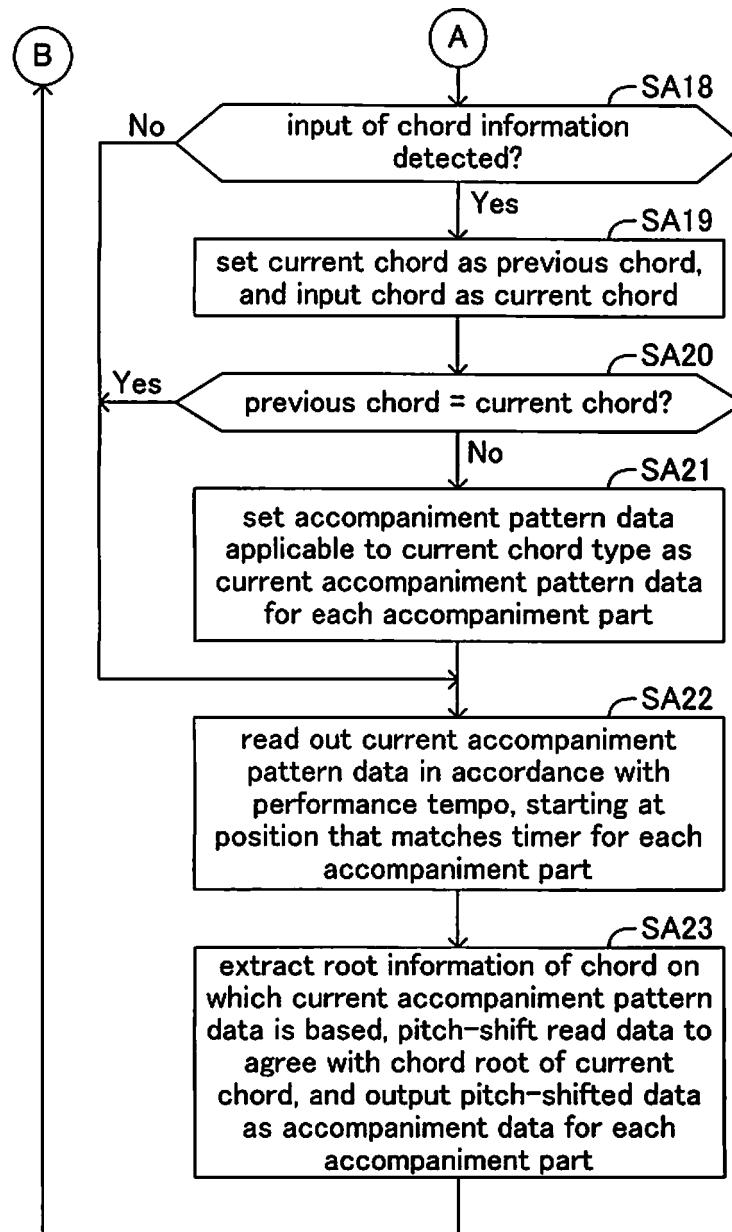 B
A
SA18
No
input of chord information
detected?
Yes
SA19
set current chord as previous chord,
and input chord as current chord
SA20
Yes
previous chord = current chord?
No
SA21
set accompaniment pattern data
applicable to current chord type as
current accompaniment pattern data
for each accompaniment part
SA22
read out current accompaniment
pattern data in accordance with
performance tempo, starting at
position that matches timer for each
accompaniment part
SA23
extract root information of chord on
which current accompaniment pattern
data is based, pitch-shift read data to
agree with chord root of current
chord, and output pitch-shifted data
as accompaniment data for each
accompaniment part